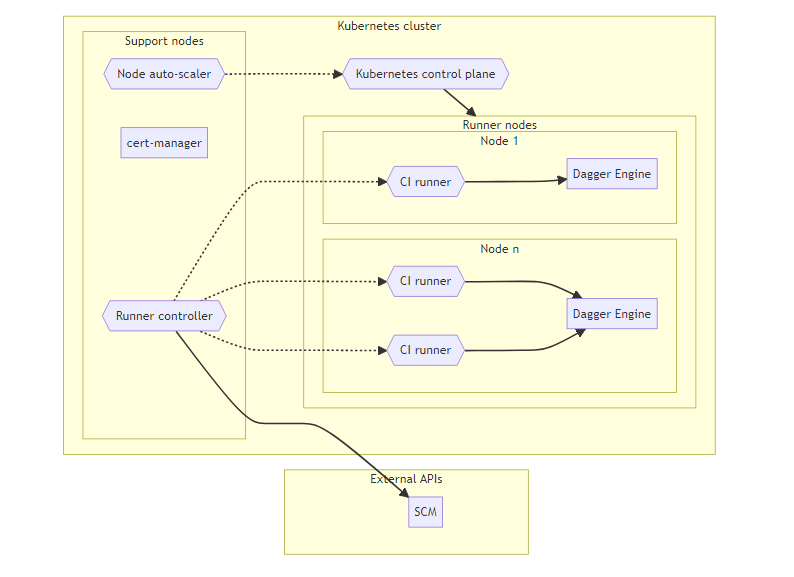 Kubernetes cluster
Support nodes
Node auto-scaler
Kubernetes control plane
cert-manager
Runner nodes
Node 1
CI runner
Dagger Engine
Node n
CI runner
Dagger Engine
Runner controller
CI runner
External APIs
SCM